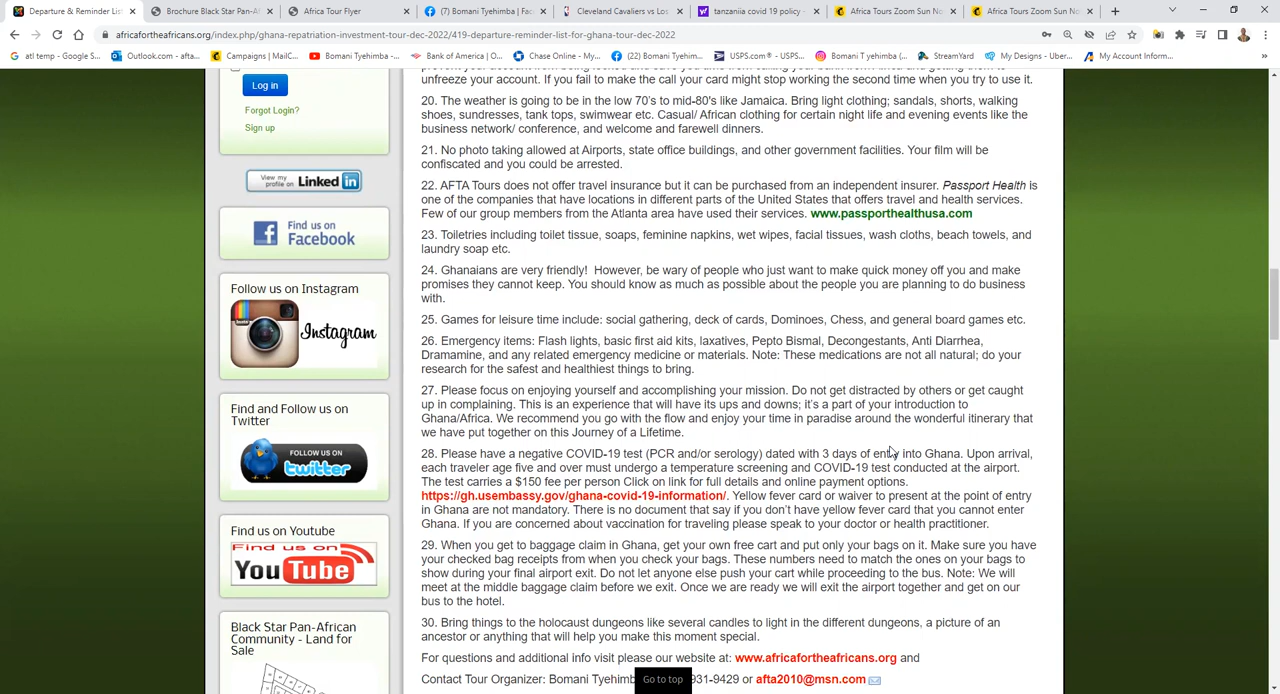 Departure & Reminder List
Brochure Black Star Pan-Af
Africa Tour Flyer
(7) Bomani Tyehimba | Fac
Cleveland Cavaliers vs Los
tanzaniia covid 19 policy -
Africa Tours Zoom Sun No
Africa Tours Zoom Sun No
africafortheafricans.org/index.php/ghana-repatriation-investment-tour-dec-2022/419-departure-reminder-list-for-ghana-tour-dec-2022
atl temp - Google S...
Outlook.com - afta...
Campaigns | MailC...
Bomani Tyehimba -...
Bank of America | O...
Chase Online - My...
(22) Bomani Tyehim...
USPS.com® - USPS...
Bomani T yehimba (...
StreamYard
My Designs - Uber...
My Account Inform...
Log in
Forgot Login?
Sign up
View my profile on Linked in
Find us on Facebook
Follow us on Instagram
Instagram
Find and Follow us on Twitter
FOLLOW US ON twitter
Find us on Youtube
Find us on YouTube
Black Star Pan-African Community - Land for Sale
unfreeze your account. If you fail to make the call your card might stop working the second time when you try to use it.
20. The weather is going to be in the low 70's to mid-80's like Jamaica. Bring light clothing; sandals, shorts, walking
shoes, sundresses, tank tops, swimwear etc. Casual/ African clothing for certain night life and evening events like the
business network/ conference, and welcome and farewell dinners.
21. No photo taking allowed at Airports, state office buildings, and other government facilities. Your film will be
confiscated and you could be arrested.
22. AFTA Tours does not offer travel insurance but it can be purchased from an independent insurer. Passport Health is
one of the companies that have locations in different parts of the United States that offers travel and health services.
Few of our group members from the Atlanta area have used their services. www.passporthealthusa.com
23. Toiletries including toilet tissue, soaps, feminine napkins, wet wipes, facial tissues, wash cloths, beach towels, and
laundry soap etc.
24. Ghanaians are very friendly! However, be wary of people who just want to make quick money off you and make
promises they cannot keep. You should know as much as possible about the people you are planning to do business
with.
25. Games for leisure time include: social gathering, deck of cards, Dominoes, Chess, and general board games etc.
26. Emergency items: Flash lights, basic first aid kits, laxatives, Pepto Bismal, Decongestants, Anti Diarrhea,
Dramamine, and any related emergency medicine or materials. Note: These medications are not all natural; do your
research for the safest and healthiest things to bring.
27. Please focus on enjoying yourself and accomplishing your mission. Do not get distracted by others or get caught
up in complaining. This is an experience that will have its ups and downs; it's a part of your introduction to
Ghana/Africa. We recommend you go with the flow and enjoy your time in paradise around the wonderful itinerary that
we have put together on this Journey of a Lifetime.
28. Please have a negative COVID-19 test (PCR and/or serology) dated with 3 days of entry into Ghana. Upon arrival,
each traveler age five and over must undergo a temperature screening and COVID-19 test conducted at the airport.
The test carries a $150 fee per person Click on link for full details and online payment options.
https://gh.usembassy.gov/ghana-covid-19-information/. Yellow fever card or waiver to present at the point of entry
in Ghana are not mandatory. There is no document that say if you don't have yellow fever card that you cannot enter
Ghana. If you are concerned about vaccination for traveling please speak to your doctor or health practitioner.
29. When you get to baggage claim in Ghana, get your own free cart and put only your bags on it. Make sure you have
your checked bag receipts from when you check your bags. These numbers need to match the ones on your bags to
show during your final airport exit. Do not let anyone else push your cart while proceeding to the bus. Note: We will
meet at the middle baggage claim before we exit. Once we are ready we will exit the airport together and get on our
bus to the hotel.
30. Bring things to the holocaust dungeons like several candles to light in the different dungeons, a picture of an
ancestor or anything that will help you make this moment special.
For questions and additional info visit please our website at: www.africafortheafricans.org and
Contact Tour Organizer: Bomani Tyehimb 931-9429 or afta2010@msn.com
Go to top